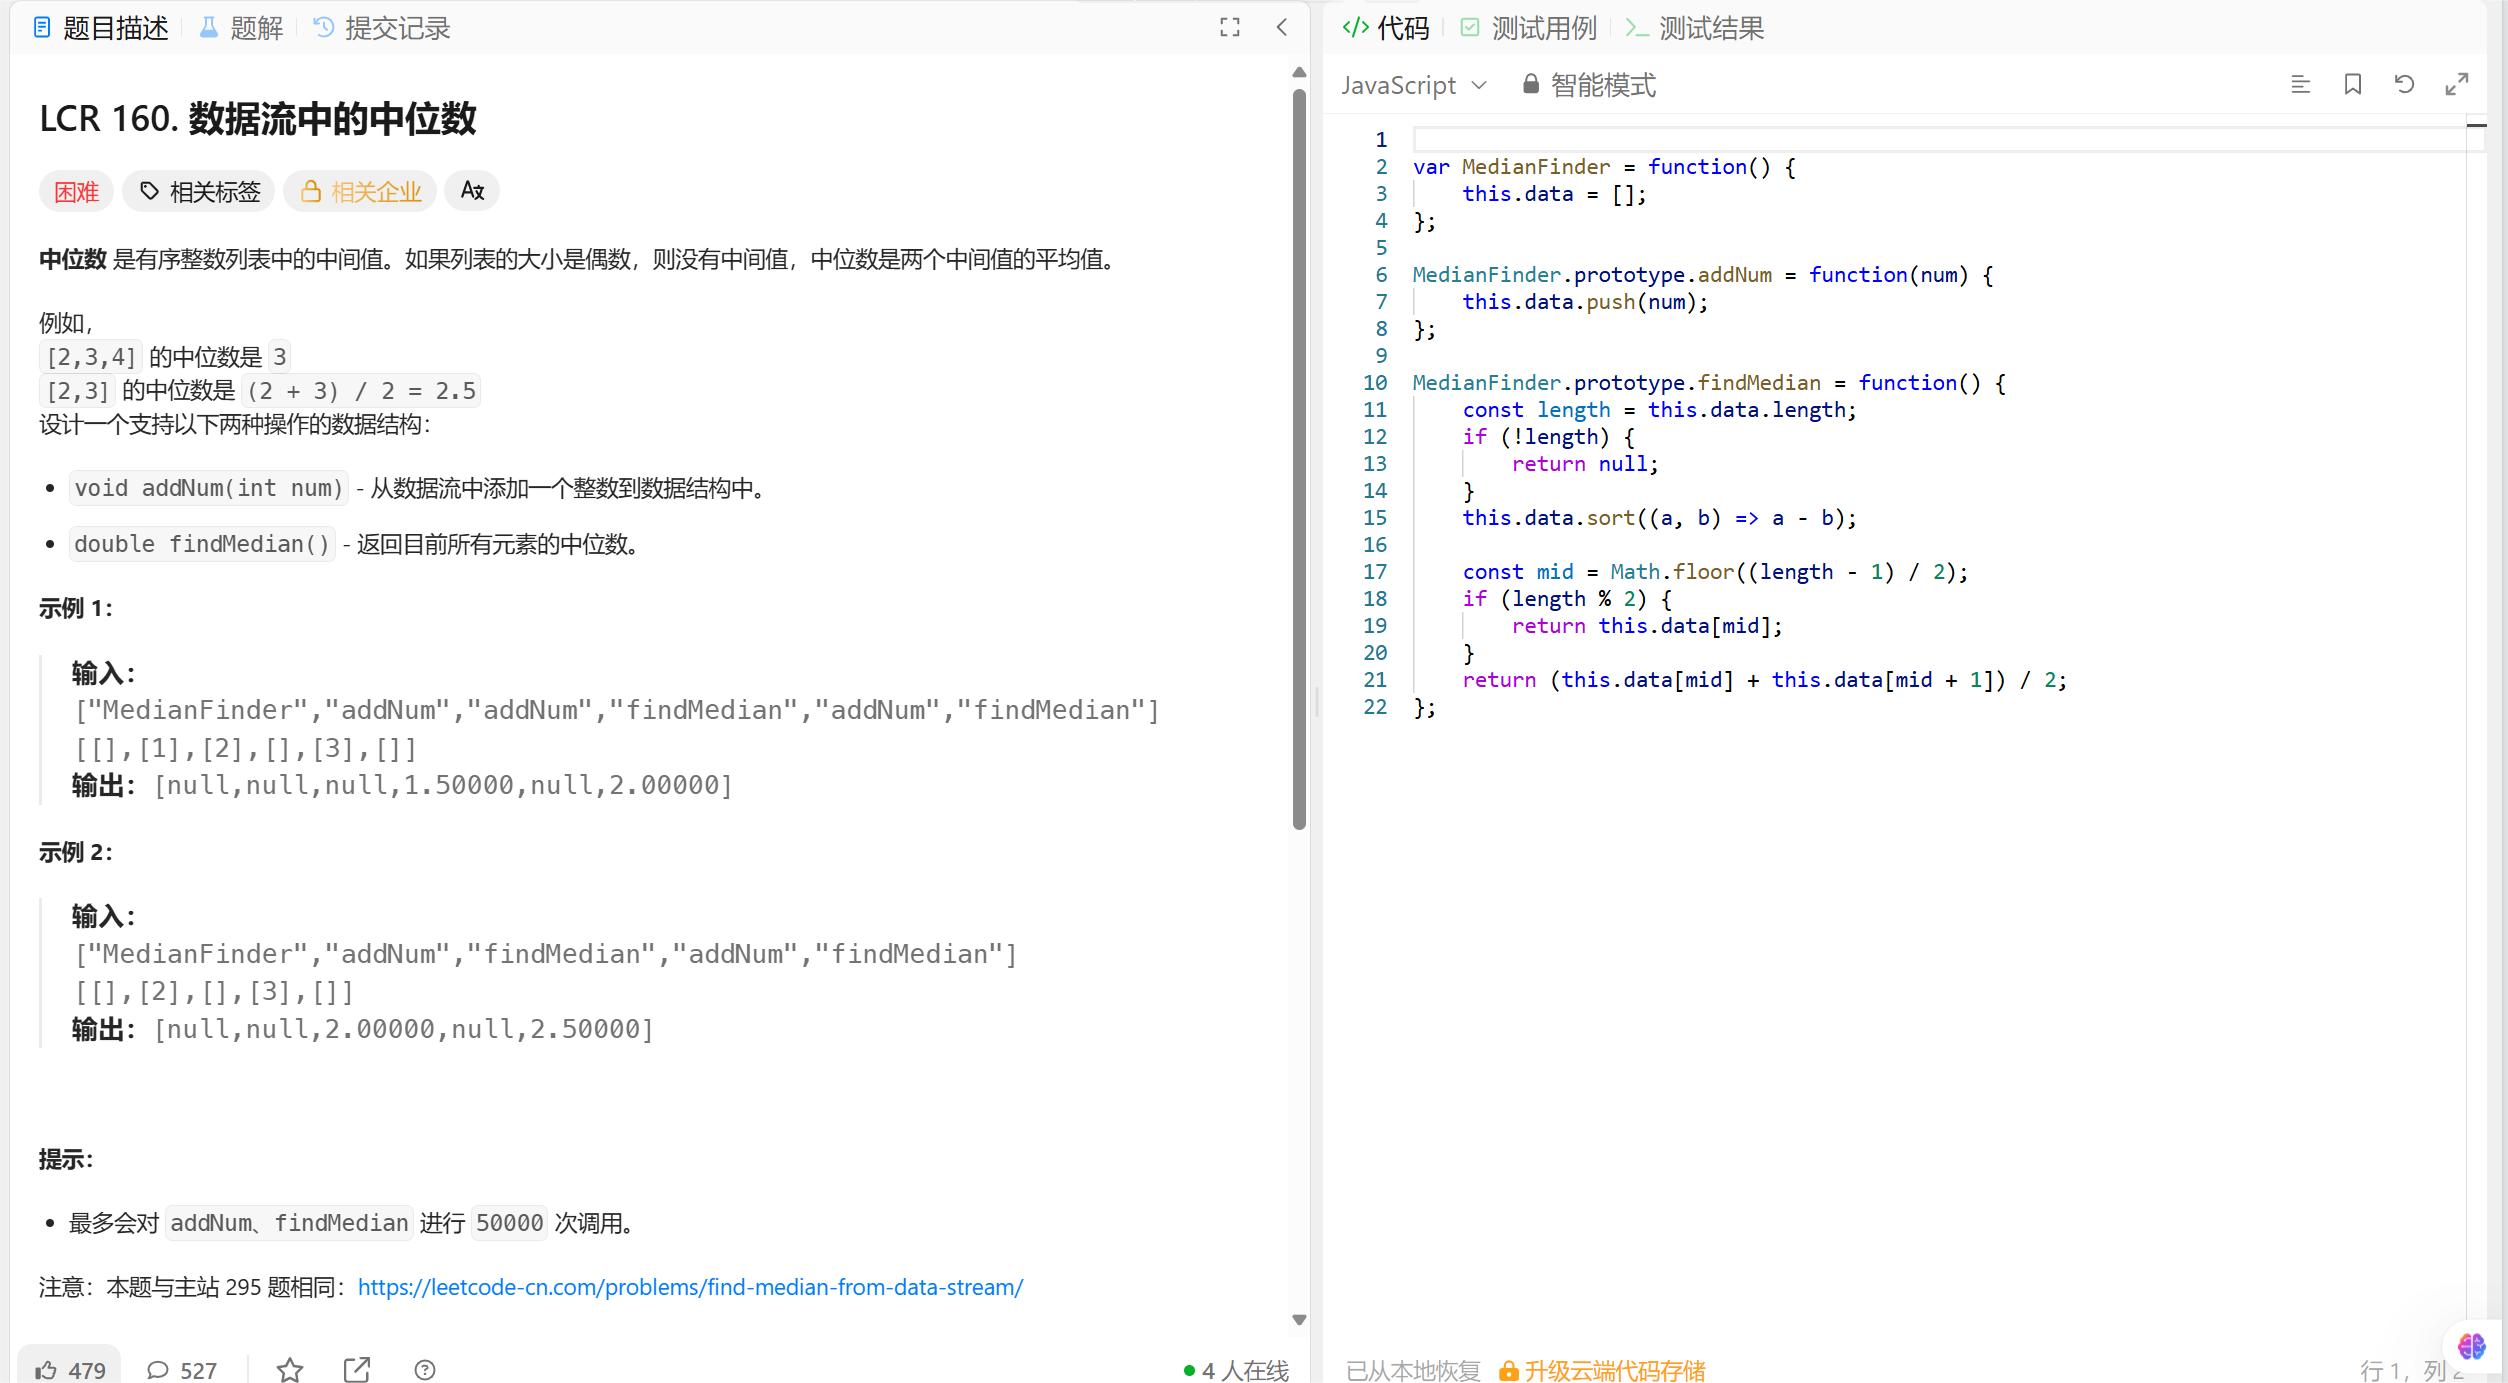 题目描述 题解 提交记录
LCR 160. 数据流中的中位数
困难 相关标签 相关企业
中位数 是有序整数列表中的中间值。如果列表的大小是偶数，则没有中间值，中位数是两个中间值的平均值。
例如，
[2,3,4] 的中位数是 3
[2,3] 的中位数是 (2 + 3) / 2 = 2.5
设计一个支持以下两种操作的数据结构：
• void addNum(int num) - 从数据流中添加一个整数到数据结构中。
• double findMedian() - 返回目前所有元素的中位数。
示例 1：
输入：
["MedianFinder","addNum","addNum","findMedian","addNum","findMedian"]
[[],[1],[2],[],[3],[]]
输出：[null,null,null,1.50000,null,2.00000]
示例 2：
输入：
["MedianFinder","addNum","findMedian","addNum","findMedian"]
[[],[2],[],[3],[]]
输出：[null,null,2.00000,null,2.50000]
提示：
• 最多会对 addNum、findMedian 进行 50000 次调用。
注意：本题与主站 295 题相同：https://leetcode-cn.com/problems/find-median-from-data-stream/
479 527 4 人在线
</> 代码 测试用例 测试结果
JavaScript 智能模式
1
2 var MedianFinder = function() {
3 this.data = [];
4 };
5
6 MedianFinder.prototype.addNum = function(num) {
7 this.data.push(num);
8 };
9
10 MedianFinder.prototype.findMedian = function() {
11 const length = this.data.length;
12 if (!length) {
13 return null;
14 }
15 this.data.sort((a, b) => a - b);
16
17 const mid = Math.floor((length - 1) / 2);
18 if (length % 2) {
19 return this.data[mid];
20 }
21 return (this.data[mid] + this.data[mid + 1]) / 2;
22 };
已从本地恢复 升级云端代码存储 行 1，列